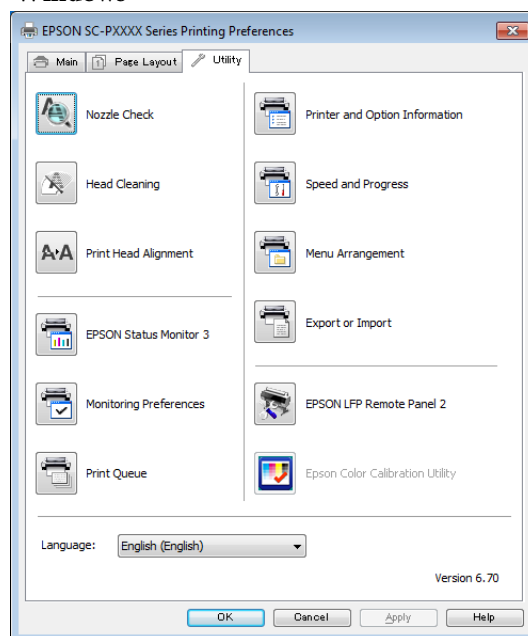 Windows
EPSON SC-PXXXX Series Printing Preferences
Main
Page Layout
Utility
Nozzle Check
Head Cleaning
Print Head Alignment
EPSON Status Monitor 3
Monitoring Preferences
Print Queue
Printer and Option Information
Speed and Progress
Menu Arrangement
Export or Import
EPSON LFP Remote Panel 2
Epson Color Calibration Utility
Language: English (English)
Version 6.70
OK Cancel Apply Help